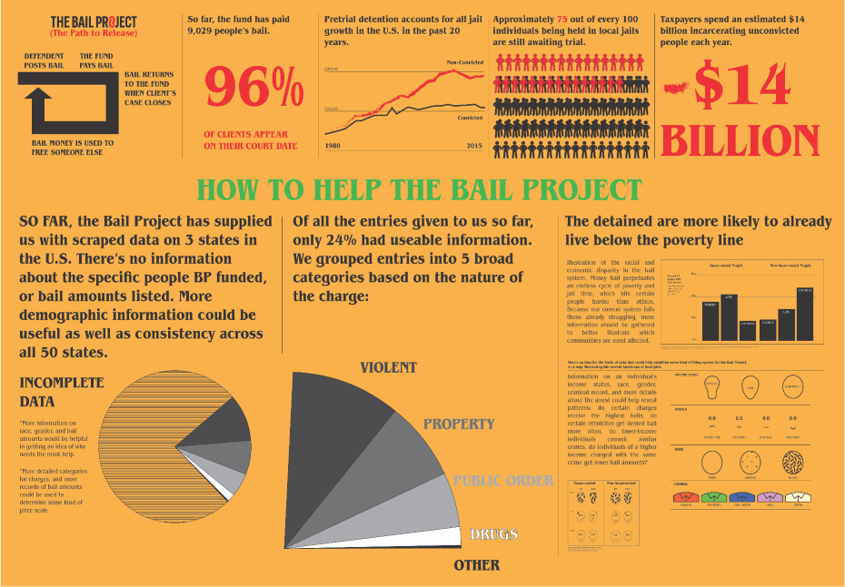 THE BAIL PROJECT
(The Path to Release)
DEFENDENT
POSTS BAIL
THE FUND
PAYS BAIL
BAIL RETURNS
TO THE FUND
WHEN CLIENT'S
CASE CLOSES
BAIL MONEY IS USED TO
FREE SOMEONE ELSE
So far, the fund has paid
9,029 people's bail.
96%
OF CLIENTS APPEAR
ON THEIR COURT DATE
Pretrial detention accounts for all jail
growth in the U.S. in the past 20
years.
Non-Convicted
Convicted
1980
2015
Approximately 75 out of every 100
individuals being held in local jails
are still awaiting trial.
Taxpayers spend an estimated $14
billion incarcerating unconvicted
people each year.
$14
BILLION
HOW TO HELP THE BAIL PROJECT
SO FAR, the Bail Project has supplied
us with scraped data on 3 states in
the U.S. There's no information
about the specific people BP funded,
or bail amounts listed. More
demographic information could be
useful as well as consistency across
all 50 states.
INCOMPLETE
DATA
*More information on
race, gender, and bail
amounts would be helpful
in getting an idea of who
needs the most help.
*More detailed categories
for charges, and more
records of bail amounts
could be used to
determine some kind of
price scale
Of all the entries given to us so far,
only 24% had useable information.
We grouped entries into 5 broad
categories based on the nature of
the charge:
VIOLENT
PROPERTY
PUBLIC ORDER
DRUGS
OTHER
The detained are more likely to already
live below the poverty line
Illustration of the racial and
economic disparity in the bail
system. Money bail perpetuates
an endless cycle of poverty and
jail time, which hits certain
people harder than others.
Because our current system fails
those already struggling, more
information should be gathered
to better illustrate which
communities are most affected.
Incarcerated People
Non-Incarcerated People
Information on an individual's
income status, race, gender,
criminal record, and more details
about the arrest could help reveal
patterns: do certain charges
receive the highest bails, do
certain ethnicities get denied bail
more often, do lower-income
individuals commit similar
crimes, do individuals of a higher
income charged with the same
crime get lower bail amounts?
INCOME LEVEL
GENDER
RACE
CHARGE